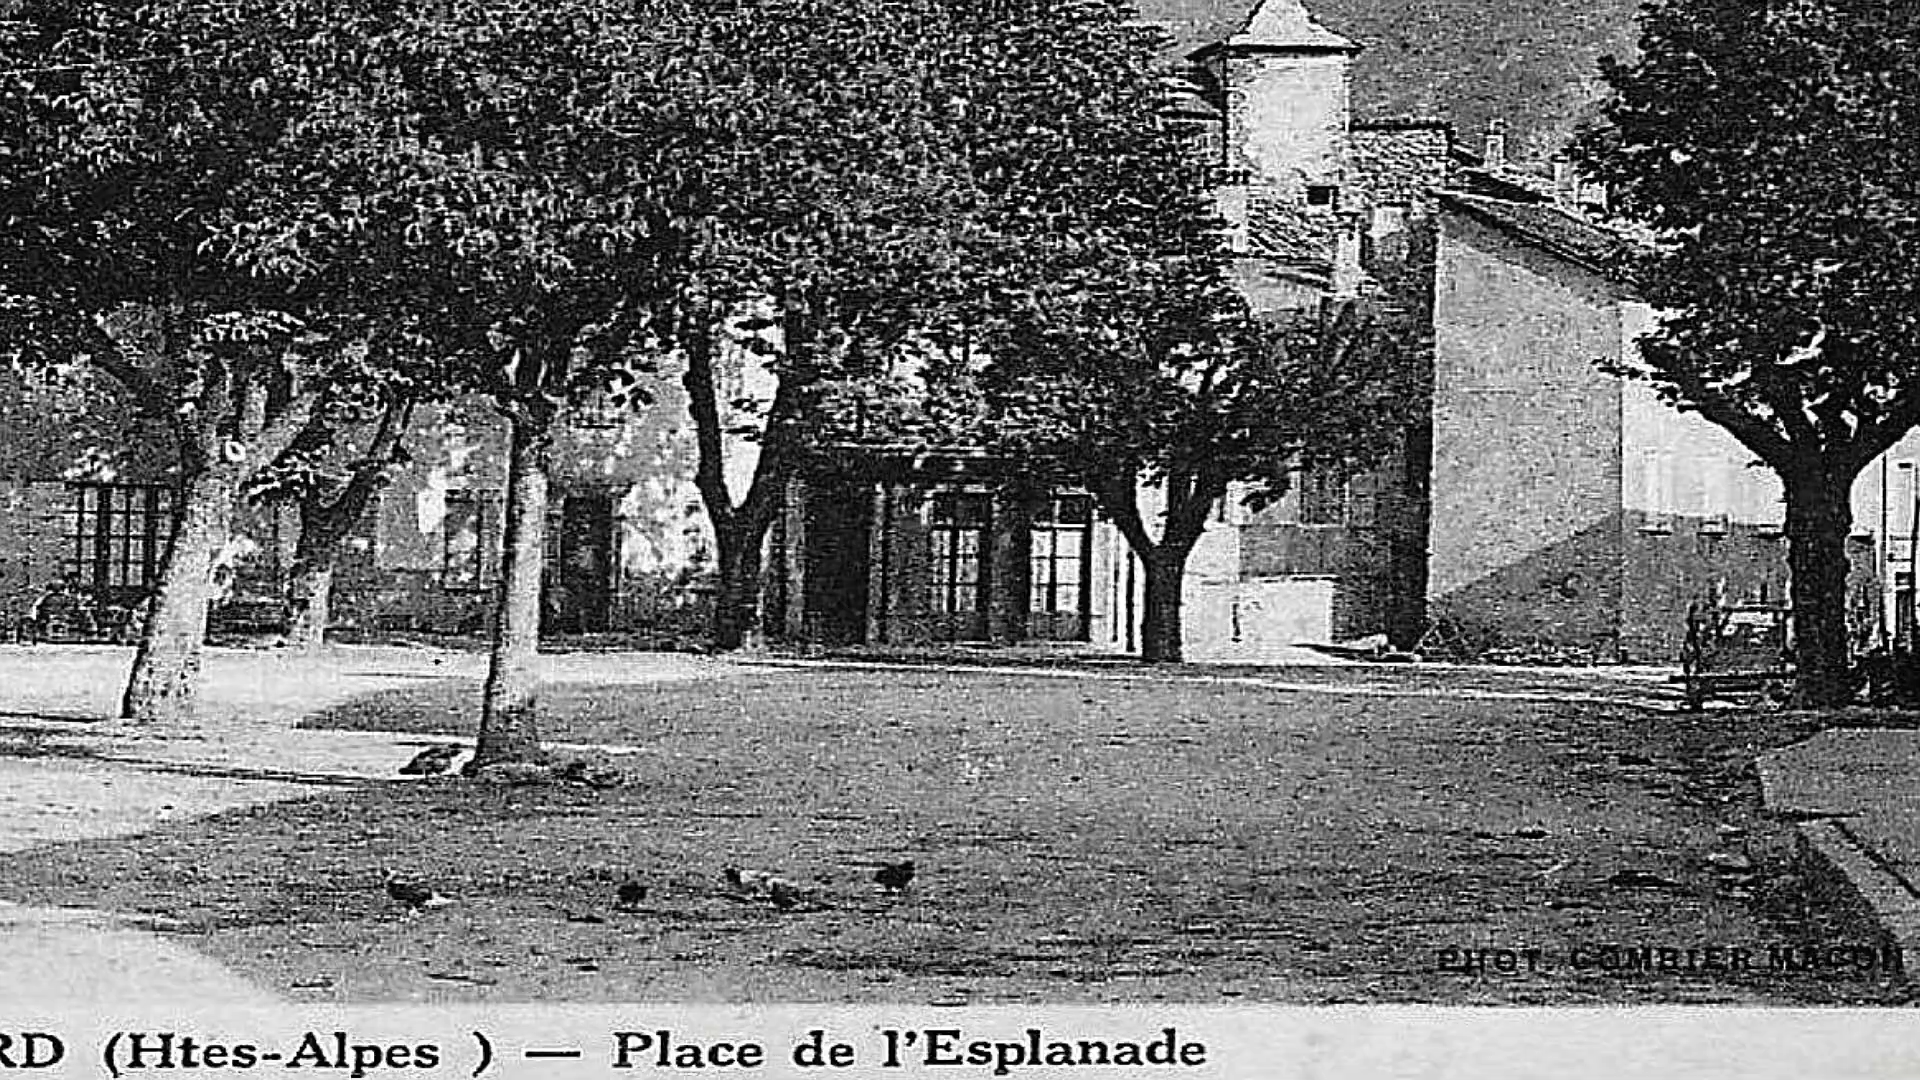 PHOT. COMBIER MACON
RD (Htes-Alpes ) — Place de l'Esplanade